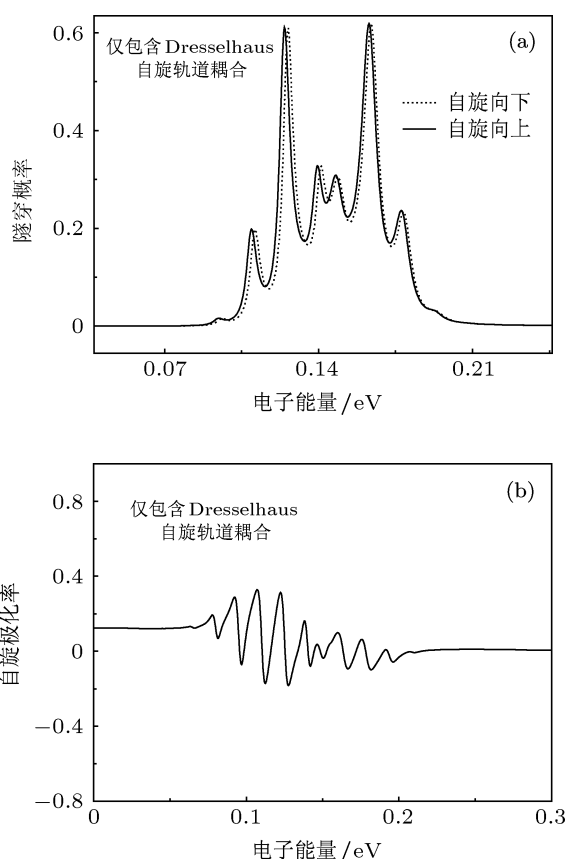 0.6
仅包含Dresselhaus
自旋轨道耦合
(a)
自旋向下
0.4
自旋向上
隧穿概率
0.2
0
0.07 0.14 0.21
电子能量/eV
(b)
0.8
仅包含Dresselhaus
自旋轨道耦合
0.4
自旋极化率
0
−0.4
−0.8
0 0.1 0.2 0.3
电子能量/eV